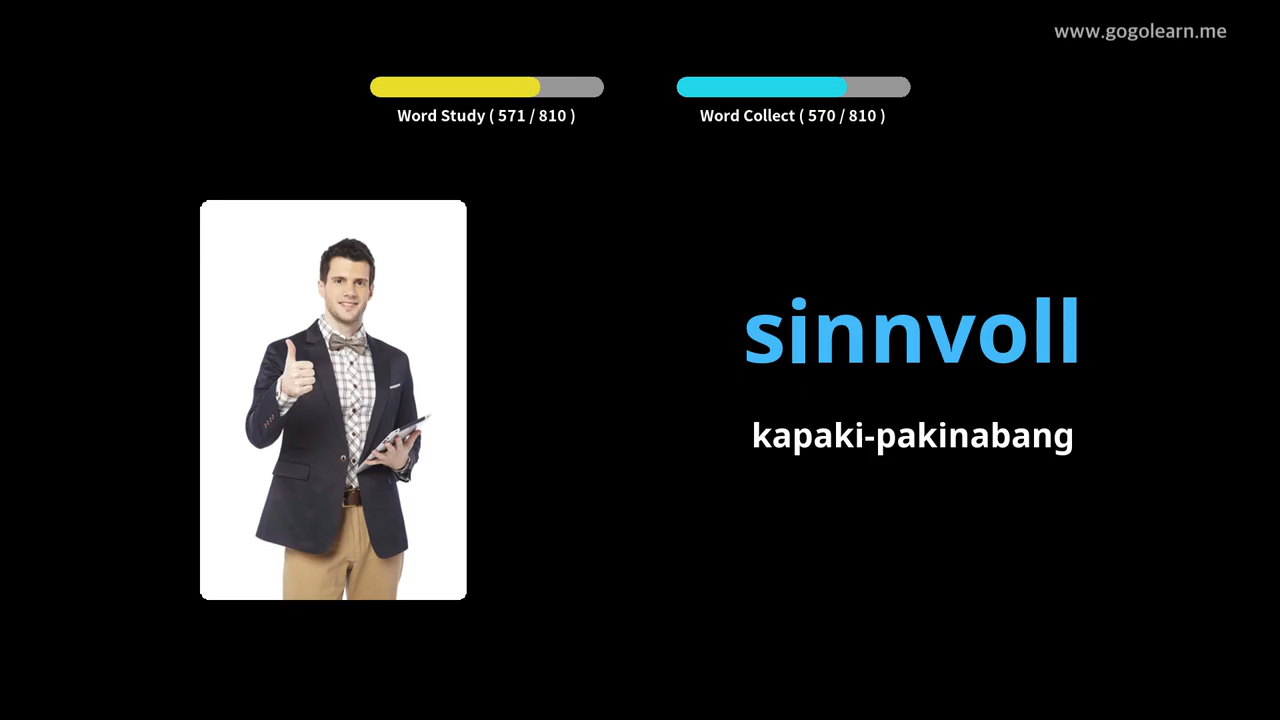 www.gogolearn.me
Word Study ( 571 / 810 )
Word Collect ( 570 / 810 )
sinnvoll
kapaki-pakinabang